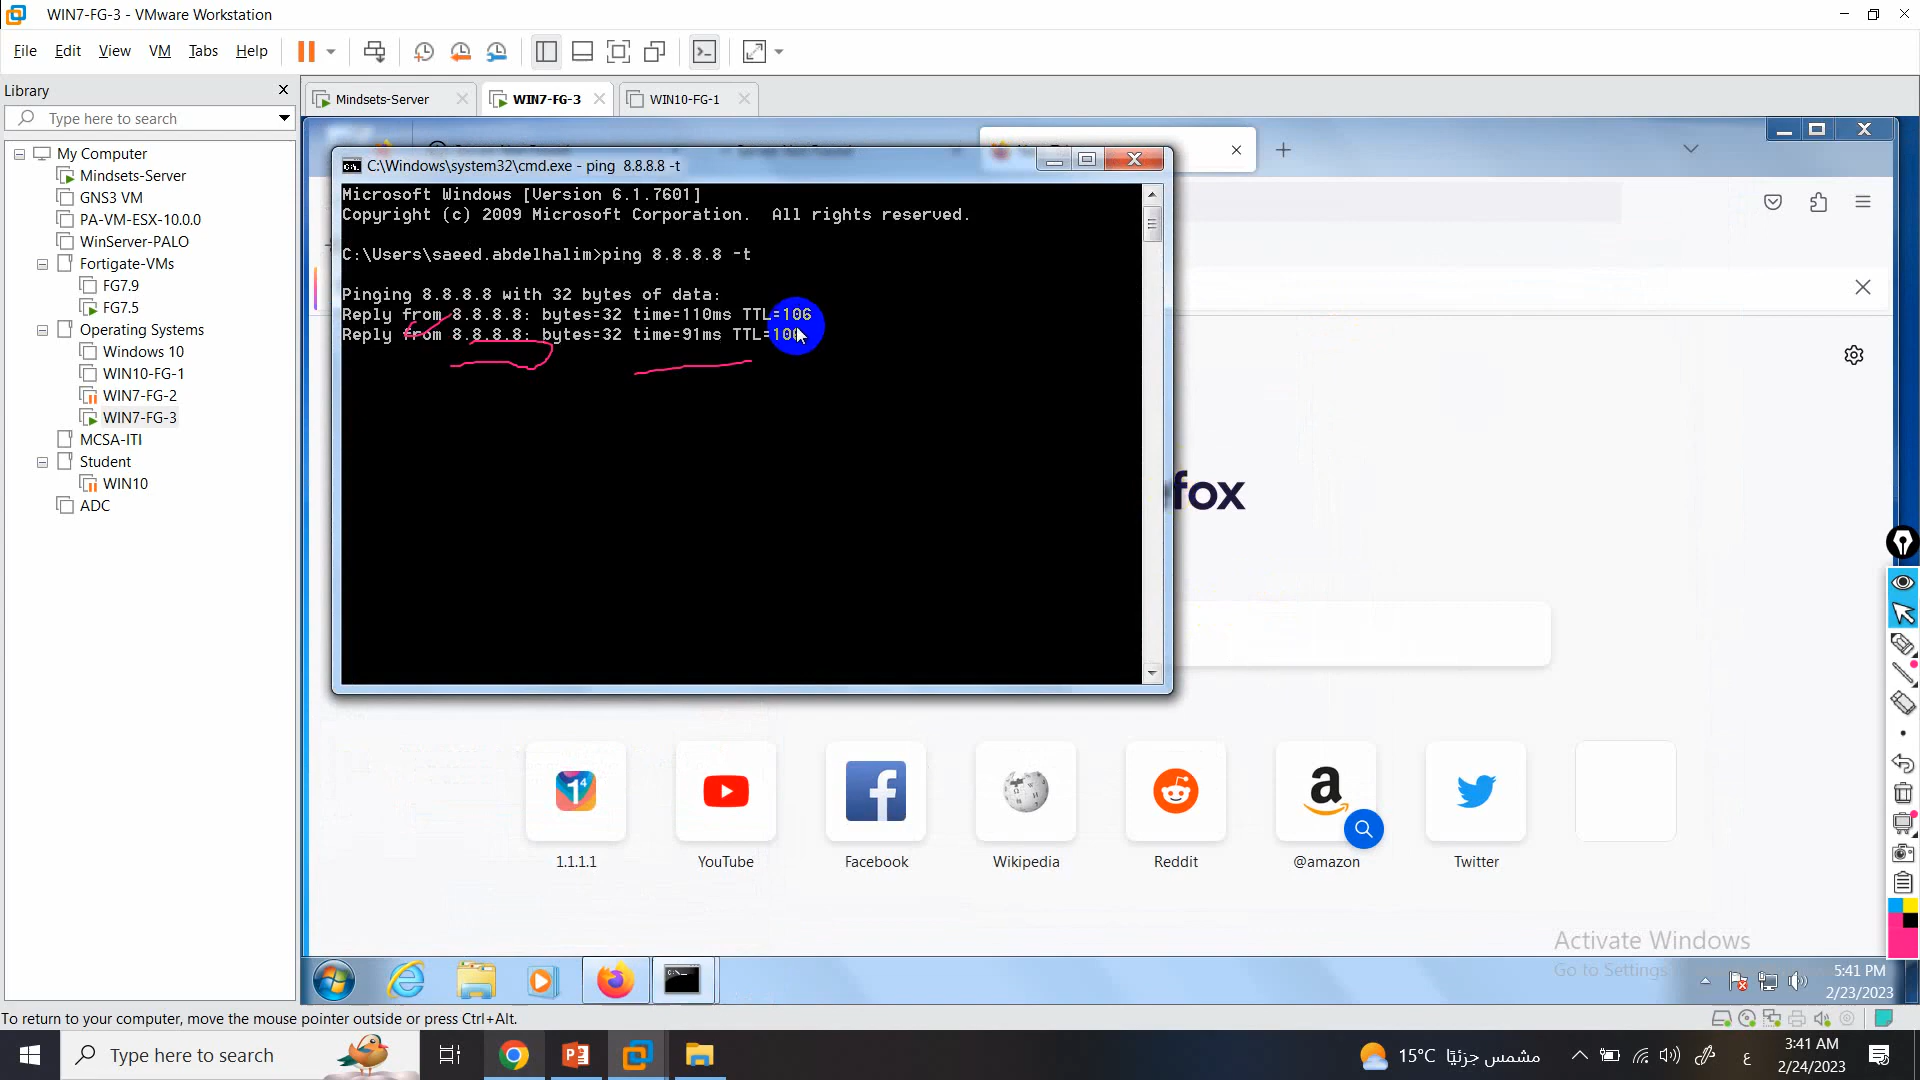 WIN7-FG-3 - VMware Workstation
File Edit View VM Tabs Help
Library
Type here to search
My Computer
Mindsets-Server
GNS3 VM
PA-VM-ESX-10.0.0
WinServer-PALO
Fortigate-VMs
FG7.9
FG7.5
Operating Systems
Windows 10
WIN10-FG-1
WIN7-FG-2
WIN7-FG-3
MCSA-ITI
Student
WIN10
ADC
Mindsets-Server
WIN7-FG-3
WIN10-FG-1
C:\Windows\system32\cmd.exe - ping 8.8.8.8 -t
Microsoft Windows [Version 6.1.7601]
Copyright (c) 2009 Microsoft Corporation. All rights reserved.
C:\Users\saeed.abdelhalim>ping 8.8.8.8 -t
Pinging 8.8.8.8 with 32 bytes of data:
Reply from 8.8.8.8: bytes=32 time=110ms TTL=106
Reply from 8.8.8.8: bytes=32 time=91ms
fox
1.1.1.1
YouTube
Facebook
Wikipedia
Reddit
@amazon
Twitter
Activate Windows
Go to Settings
5:41 PM
2/23/2023
To return to your computer, move the mouse pointer outside or press Ctrl+Alt.
Type here to search
15°C مشمس جزئيًا
ع
3:41 AM
2/24/2023